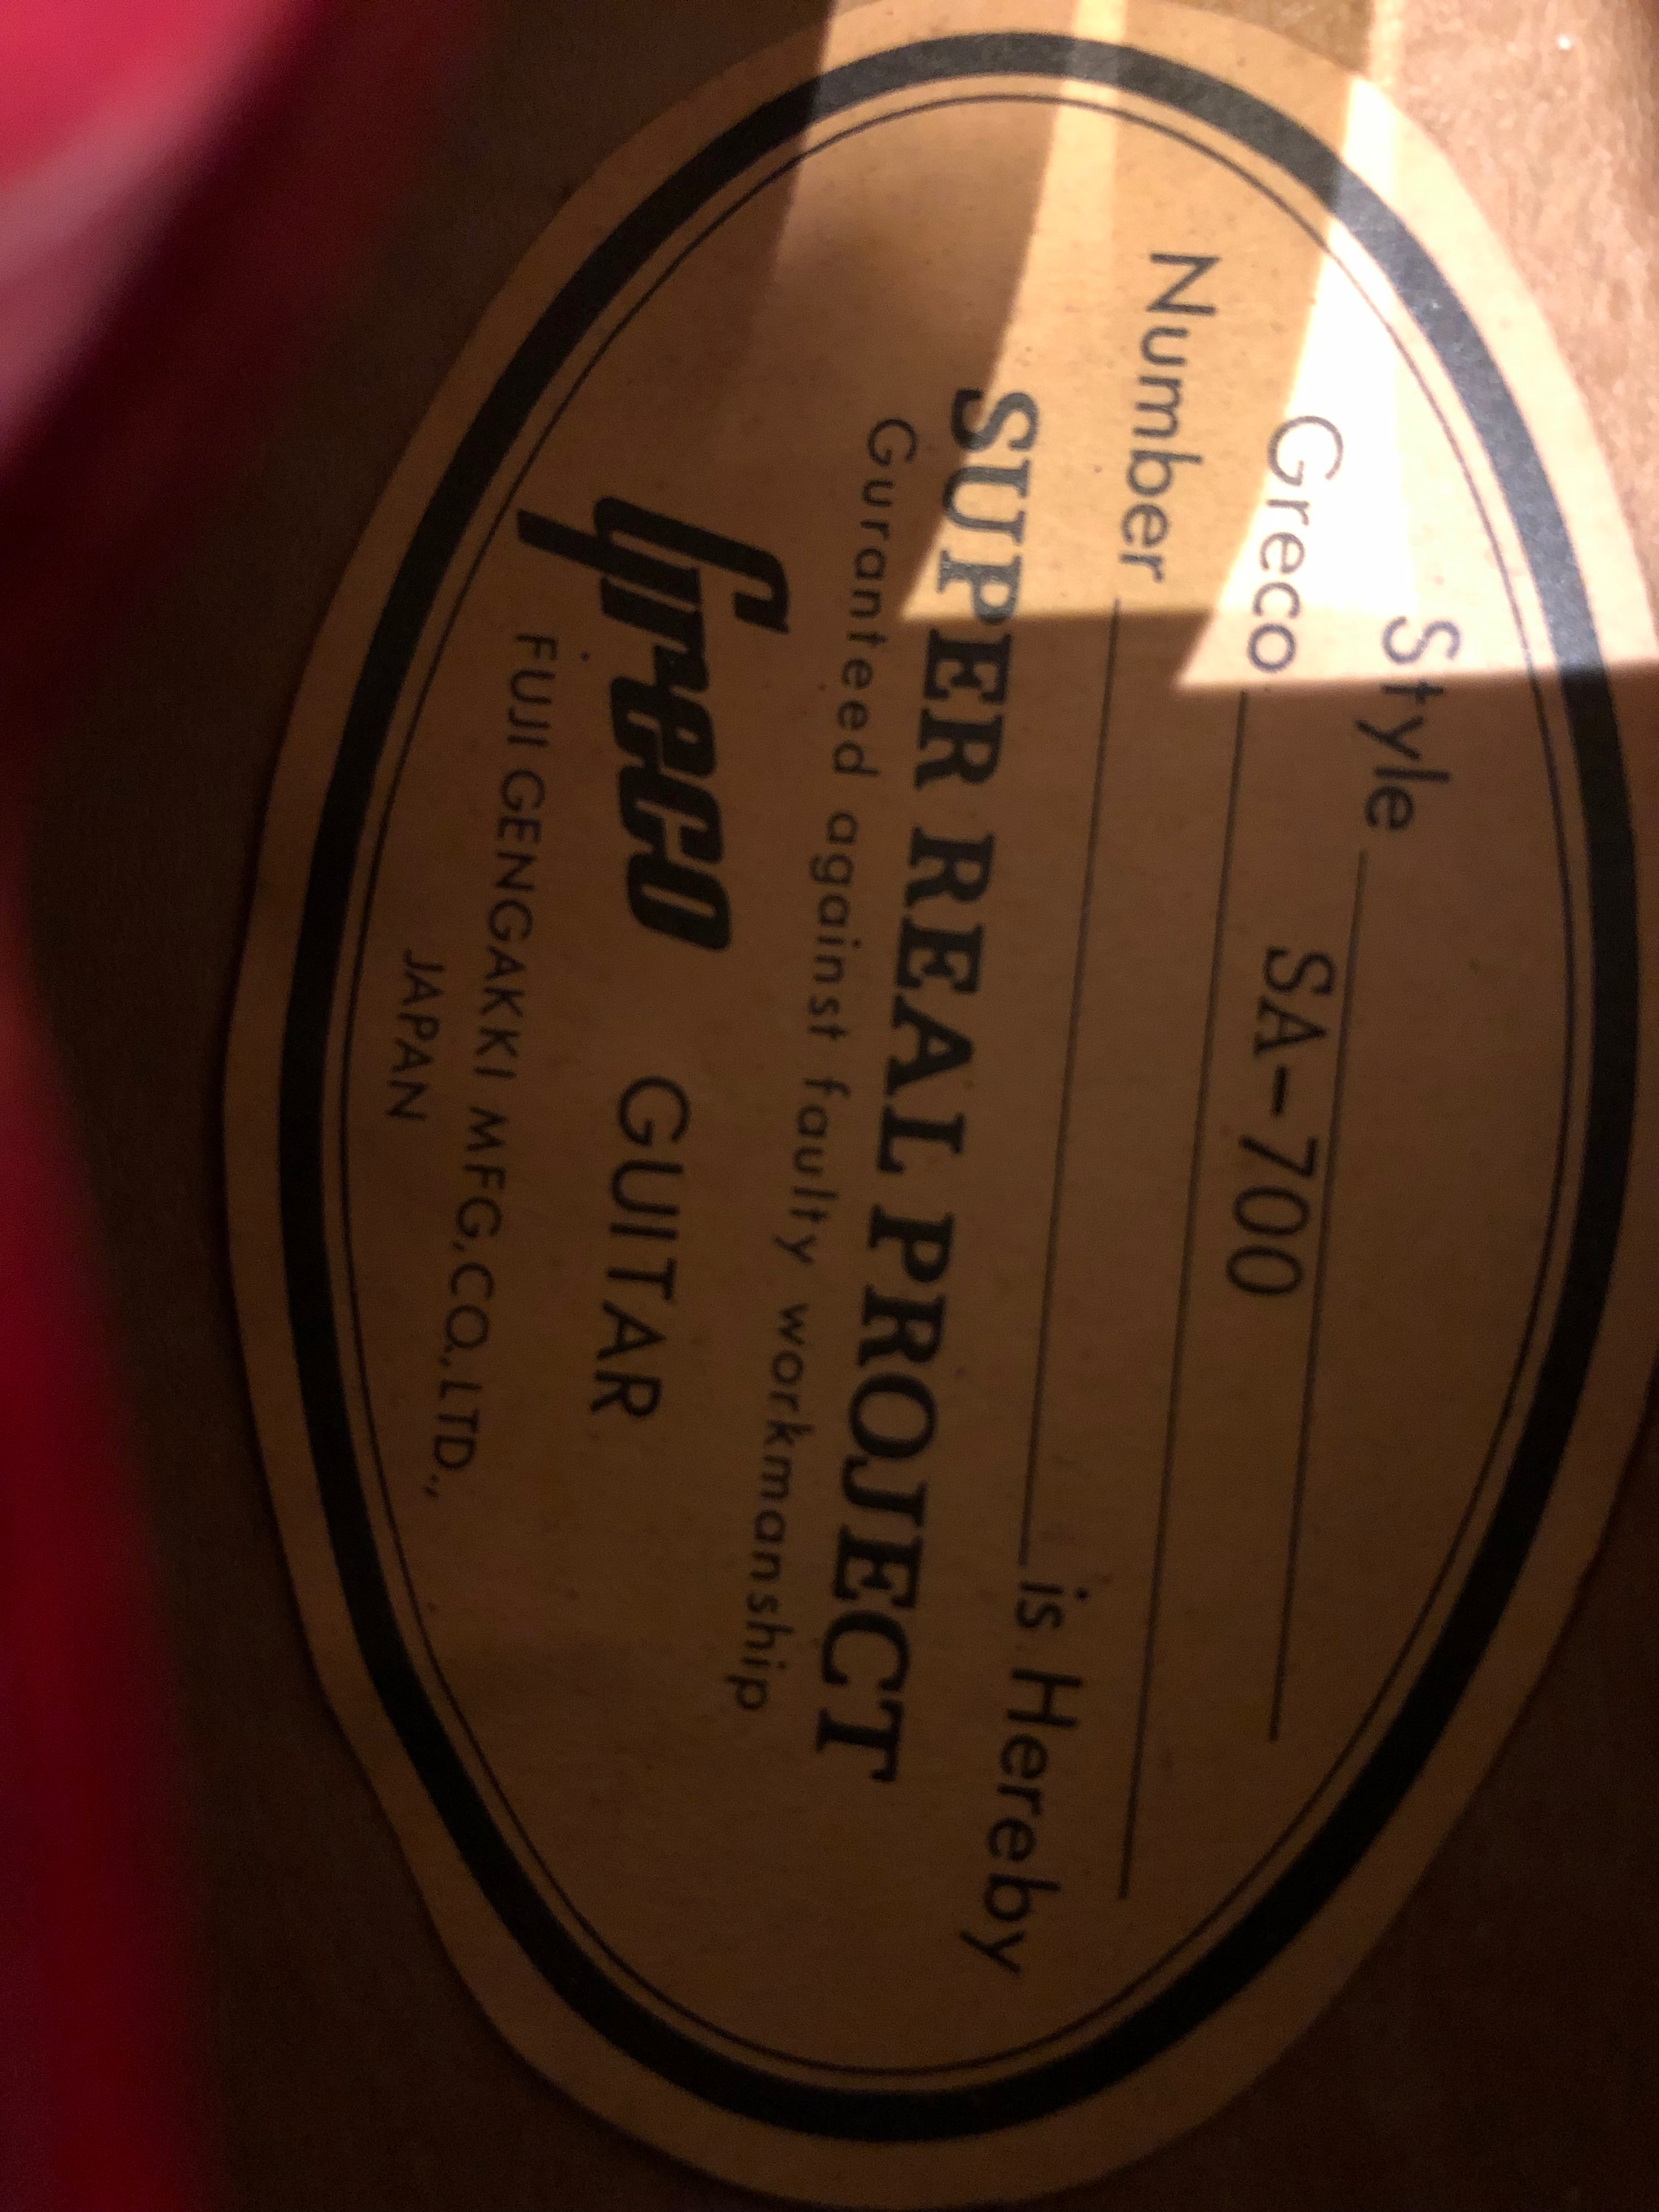 Style
Greco SA-700
Number is Hereby
SUPER REAL PROJECT
Guranteed against faulty workmanship
Greco GUITAR
FUJI GENGAKKI MFG,CO.,LTD.,
JAPAN